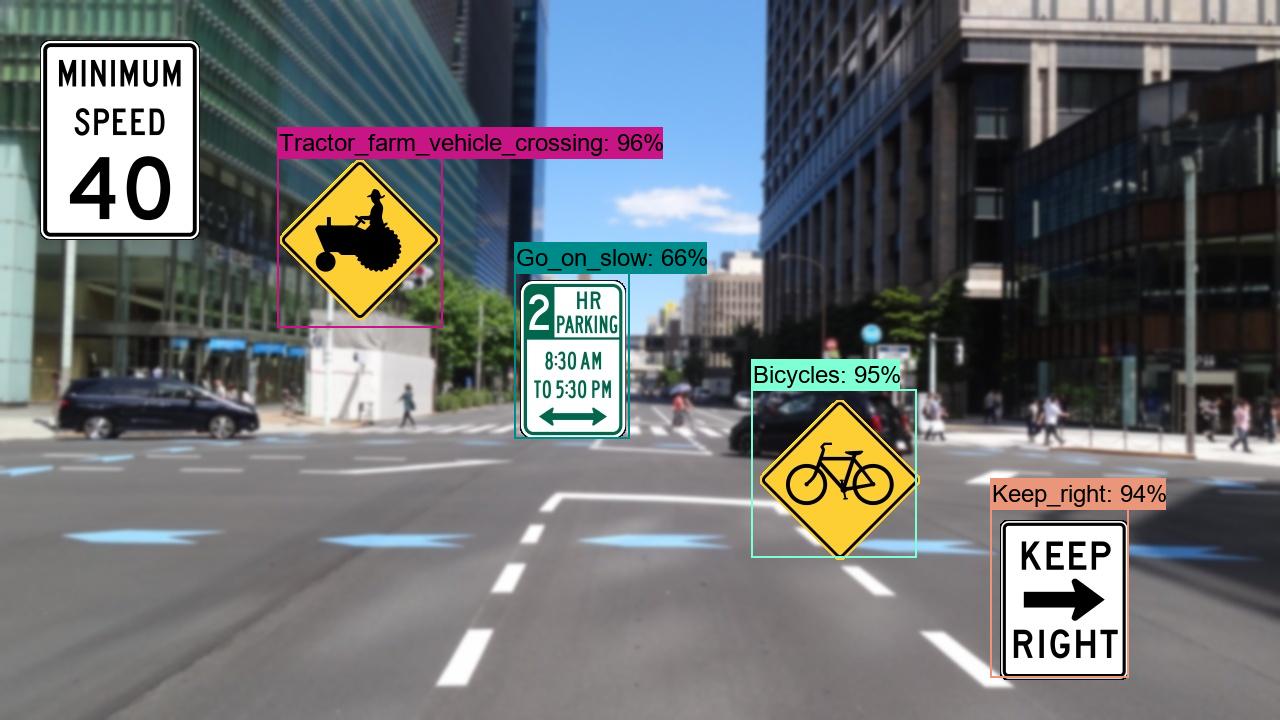 MINIMUM
SPEED
40
Tractor_farm_vehicle_crossing: 96%
Go_on_slow: 66%
2 HR
PARKING
8:30 AM
TO 5:30 PM
Bicycles: 95%
Keep_right: 94%
KEEP
RIGHT